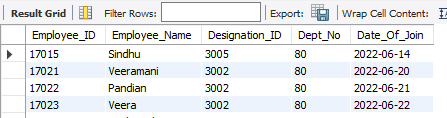 Result Grid Filter Rows: Export: Wrap Cell Content:
Employee_ID Employee_Name Designation_ID Dept_No Date_Of_Join
17015 Sindhu 3005 80 2022-06-14
17021 Veeramani 3002 80 2022-06-20
17022 Pandian 3002 80 2022-06-21
17023 Veera 3002 80 2022-06-22